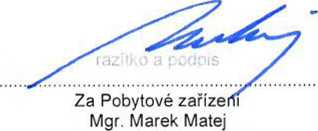 razítko a podpis
Za Pobytové zařízení
Mgr. Marek Matej